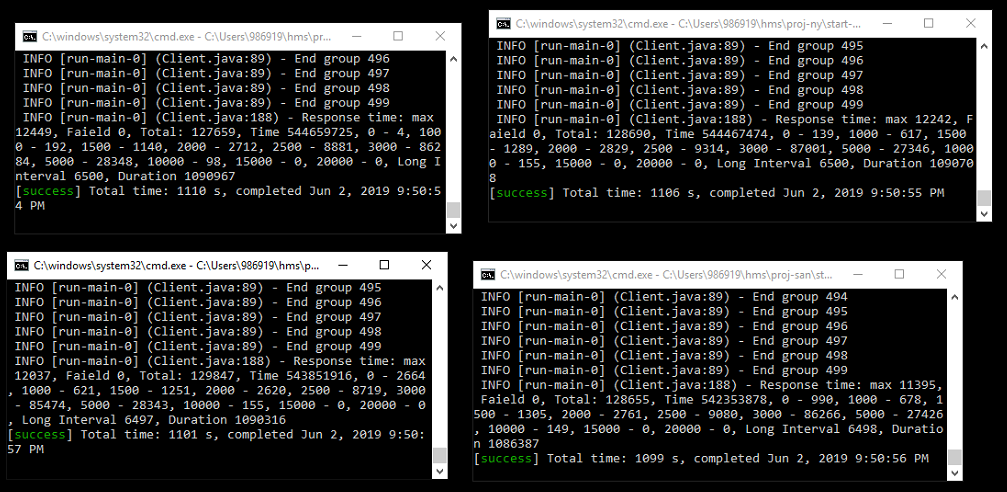 C:\windows\system32\cmd.exe - C:\Users\986919\hms\pr...
INFO [run-main-0] (Client.java:89) - End group 496
INFO [run-main-0] (Client.java:89) - End group 497
INFO [run-main-0] (Client.java:89) - End group 498
INFO [run-main-0] (Client.java:89) - End group 499
INFO [run-main-0] (Client.java:188) - Response time: max
12449, Faield 0, Total: 127659, Time 544659725, 0 - 4, 100
0 - 192, 1500 - 1140, 2000 - 2712, 2500 - 8881, 3000 - 862
84, 5000 - 28348, 10000 - 98, 15000 - 0, 20000 - 0, Long I
nterval 6500, Duration 1090967
[success] Total time: 1110 s, completed Jun 2, 2019 9:50:5
4 PM
C:\windows\system32\cmd.exe - C:\Users\986919\hms\proj-ny\start-...
INFO [run-main-0] (Client.java:89) - End group 495
INFO [run-main-0] (Client.java:89) - End group 496
INFO [run-main-0] (Client.java:89) - End group 497
INFO [run-main-0] (Client.java:89) - End group 498
INFO [run-main-0] (Client.java:89) - End group 499
INFO [run-main-0] (Client.java:188) - Response time: max 12242, F
aield 0, Total: 128690, Time 544467474, 0 - 139, 1000 - 617, 1500
- 1289, 2000 - 2829, 2500 - 9314, 3000 - 87001, 5000 - 27346, 1000
0 - 155, 15000 - 0, 20000 - 0, Long Interval 6500, Duration 109070
8
[success] Total time: 1106 s, completed Jun 2, 2019 9:50:55 PM
C:\windows\system32\cmd.exe - C:\Users\986919\hms\p...
INFO [run-main-0] (Client.java:89) - End group 495
INFO [run-main-0] (Client.java:89) - End group 496
INFO [run-main-0] (Client.java:89) - End group 497
INFO [run-main-0] (Client.java:89) - End group 498
INFO [run-main-0] (Client.java:89) - End group 499
INFO [run-main-0] (Client.java:188) - Response time: max
12037, Faield 0, Total: 129847, Time 543851916, 0 - 2664
, 1000 - 621, 1500 - 1251, 2000 - 2620, 2500 - 8719, 3000
- 85474, 5000 - 28343, 10000 - 155, 15000 - 0, 20000 - 0
, Long Interval 6497, Duration 1090316
[success] Total time: 1101 s, completed Jun 2, 2019 9:50:
57 PM
C:\windows\system32\cmd.exe - C:\Users\986919\hms\proj-san\st...
INFO [run-main-0] (Client.java:89) - End group 494
INFO [run-main-0] (Client.java:89) - End group 495
INFO [run-main-0] (Client.java:89) - End group 496
INFO [run-main-0] (Client.java:89) - End group 497
INFO [run-main-0] (Client.java:89) - End group 498
INFO [run-main-0] (Client.java:89) - End group 499
INFO [run-main-0] (Client.java:188) - Response time: max 11395,
Faield 0, Total: 128655, Time 542353878, 0 - 990, 1000 - 678, 1
500 - 1305, 2000 - 2761, 2500 - 9080, 3000 - 86266, 5000 - 27426
, 10000 - 149, 15000 - 0, 20000 - 0, Long Interval 6498, Duratio
n 1086387
[success] Total time: 1099 s, completed Jun 2, 2019 9:50:56 PM